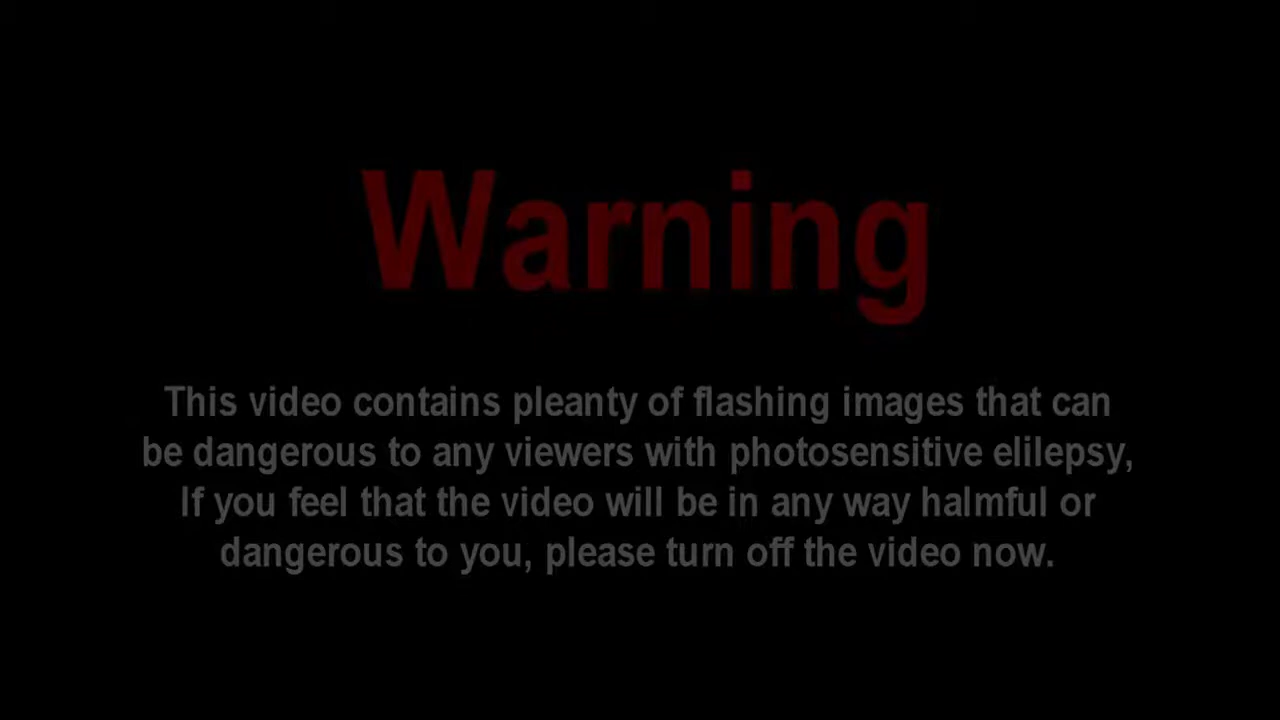 Warning
This video contains pleanty of flashing images that can
be dangerous to any viewers with photosensitive elilepsy,
If you feel that the video will be in any way halmful or
dangerous to you, please turn off the video now.